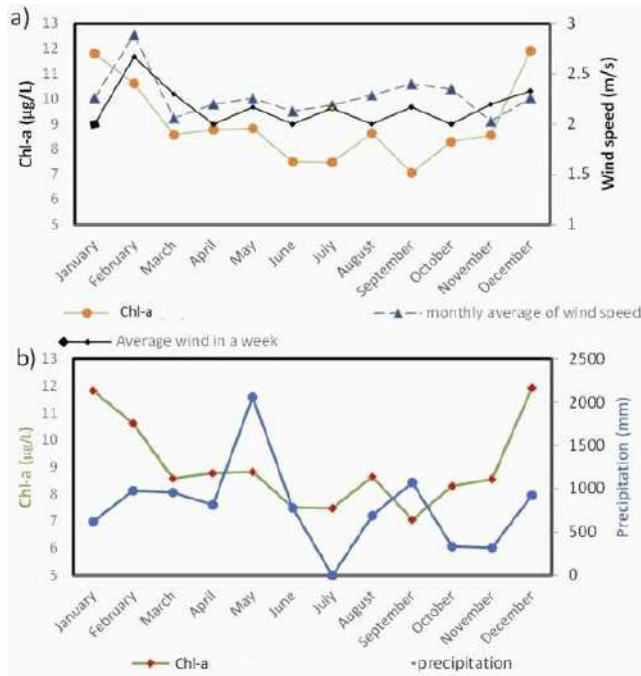 a)
13
12
11
10
9
8
7
6
5
Chl-a (µg/L)
3
2.5
2
1.5
1
Wind speed (m/s)
January
February
March
April
May
June
July
August
September
October
November
December
Chl-a
monthly average of wind speed
Average wind in a week
b)
13
12
11
10
9
8
7
6
5
Chl-a (µg/L)
2500
2000
1500
1000
500
0
Precipitation (mm)
January
February
March
April
May
June
July
August
September
October
November
December
Chl-a
precipitation